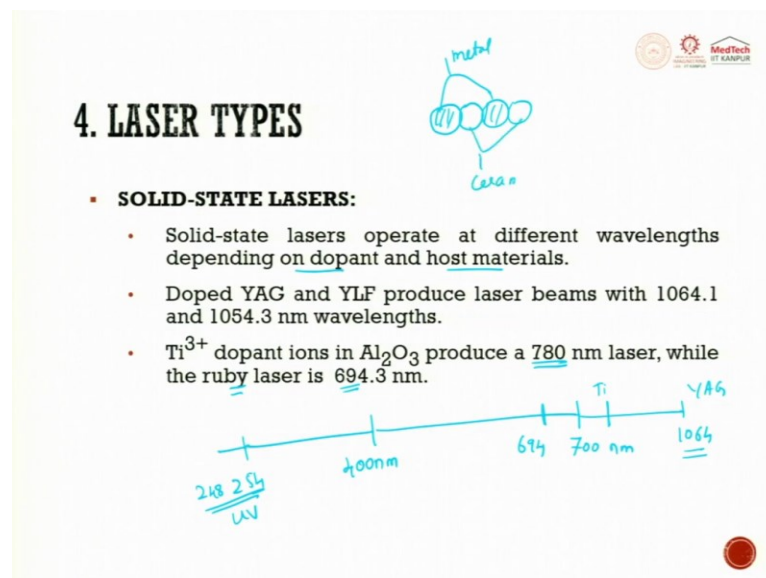 metal
MedTech
IIT KANPUR
4. LASER TYPES
Ceram
SOLID-STATE LASERS:
Solid-state lasers operate at different wavelengths
depending on dopant and host materials.
Doped YAG and YLF produce laser beams with 1064.1
and 1054.3 nm wavelengths.
Ti3+ dopant ions in Al2O3 produce a 780 nm laser, while
the ruby laser is 694.3 nm.
Ti YAG
694 700 nm 1064
400nm
248 254
UV